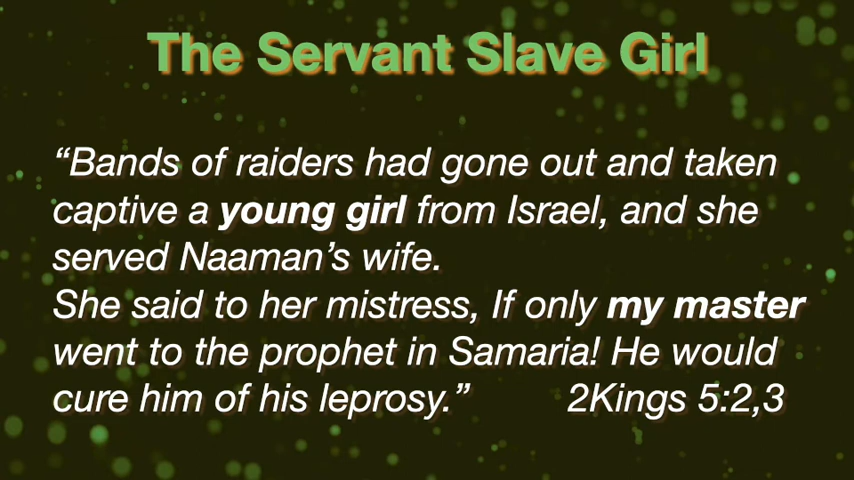 The Servant Slave Girl
“Bands of raiders had gone out and taken
captive a young girl from Israel, and she
served Naaman’s wife.
She said to her mistress, If only my master
went to the prophet in Samaria! He would
cure him of his leprosy.” 2Kings 5:2,3